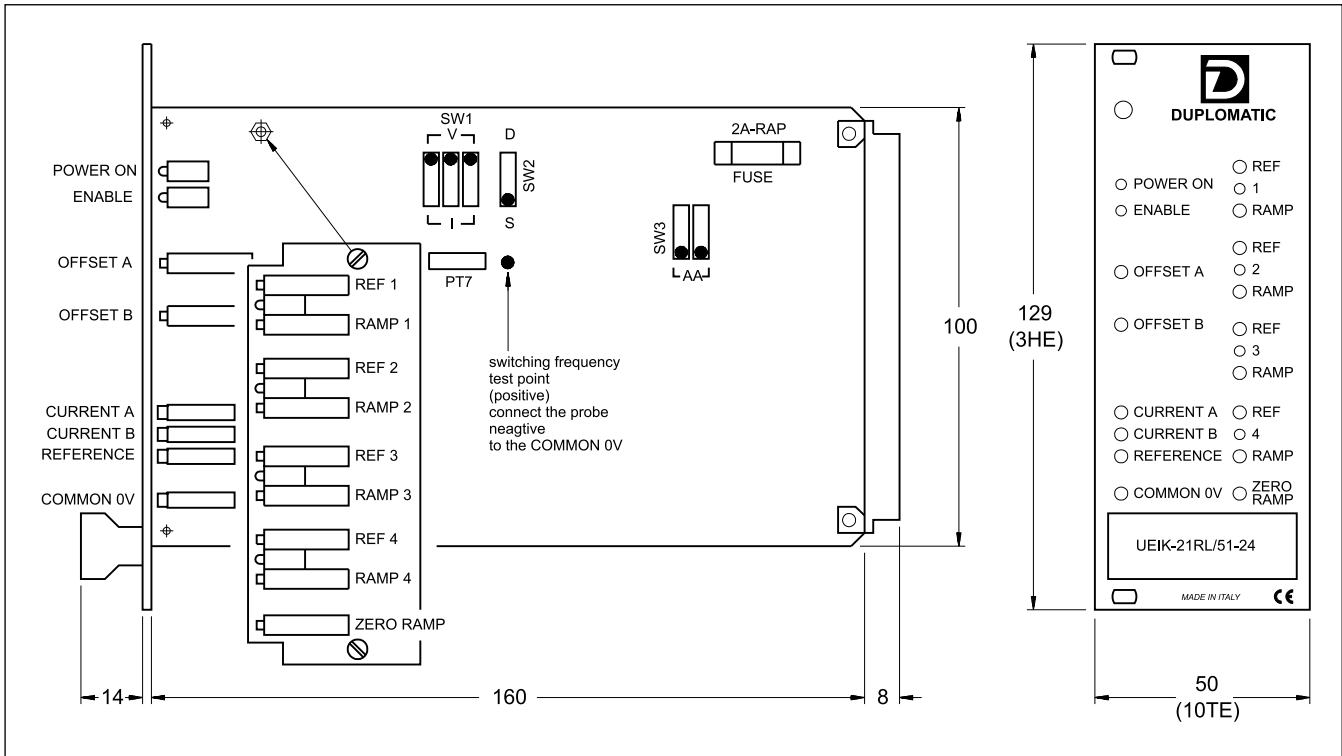 SW1
V
D
SW2
I
S
2A-RAP
FUSE
SW3
AA
PT7
POWER ON
ENABLE
OFFSET A
OFFSET B
CURRENT A
CURRENT B
REFERENCE
COMMON 0V
REF 1
RAMP 1
REF 2
RAMP 2
REF 3
RAMP 3
REF 4
RAMP 4
ZERO RAMP
switching frequency
test point
(positive)
connect the probe
neagtive
to the COMMON 0V
14
160
8
100
129
(3HE)
D
DUPLOMATIC
REF
POWER ON
1
ENABLE
RAMP
REF
OFFSET A
2
RAMP
OFFSET B
REF
3
RAMP
CURRENT A
REF
CURRENT B
4
REFERENCE
RAMP
COMMON 0V
ZERO
RAMP
UEIK-21RL/51-24
MADE IN ITALY
CE
50
(10TE)